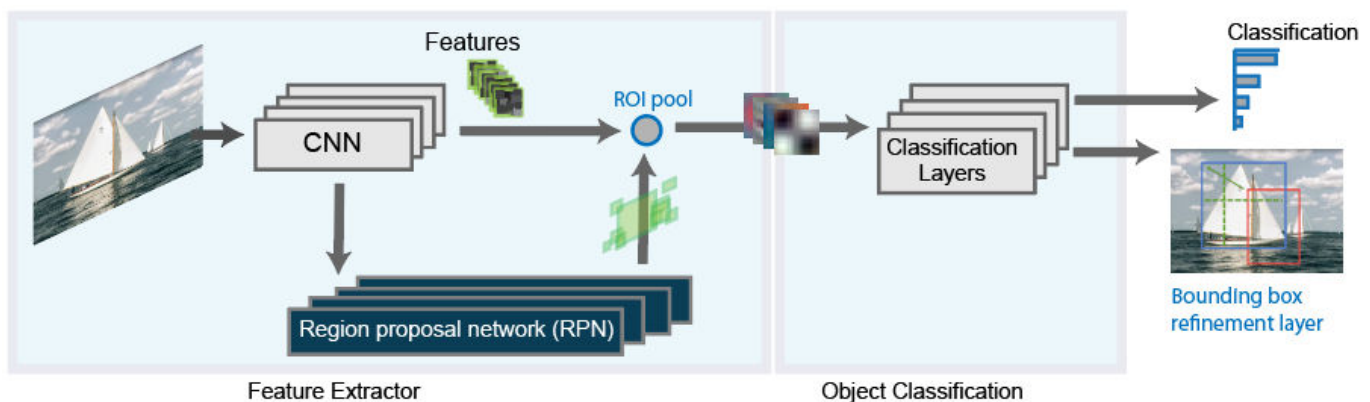 Features
Classification
ROI pool
CNN
Classification
Layers
Region proposal network (RPN)
Bounding box
refinement layer
Feature Extractor
Object Classification